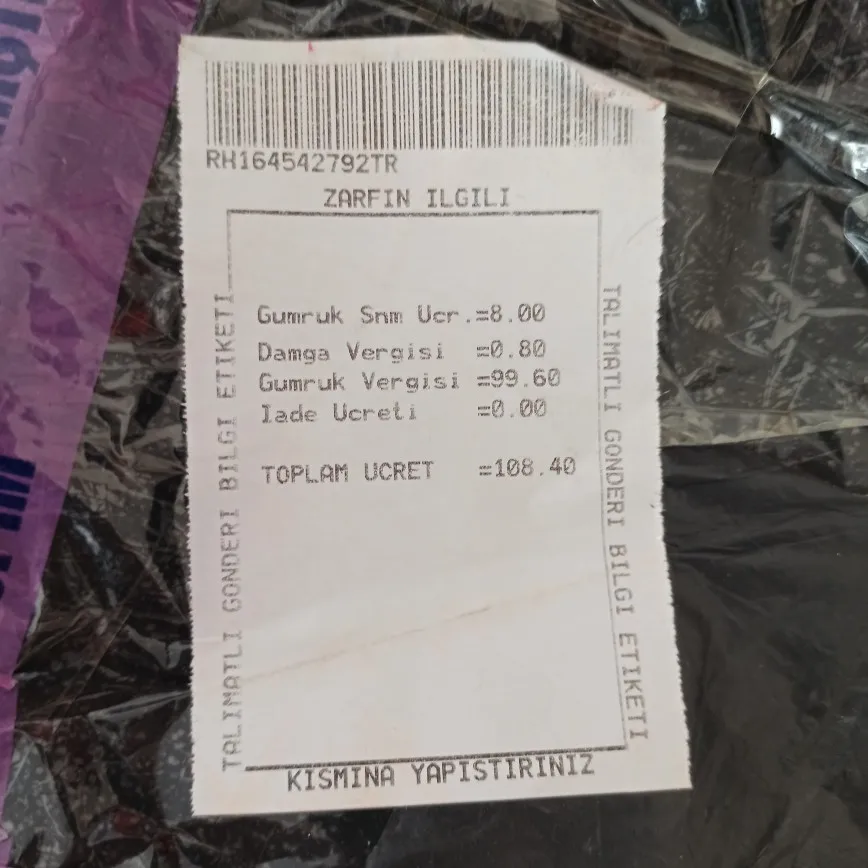 RH164542792TR
ZARFIN ILGILI
TALIMATLI GONDERI BILGI ETIKETI
Gumruk Snm Ucr.=8.00
Damga Vergisi =0.80
Gumruk Vergisi =99.60
Iade Ucreti =0.00
TOPLAM UCRET =108.40
TALIMATLI GONDERI BILGI ETIKETI
KISMINA YAPISTIRINIZ